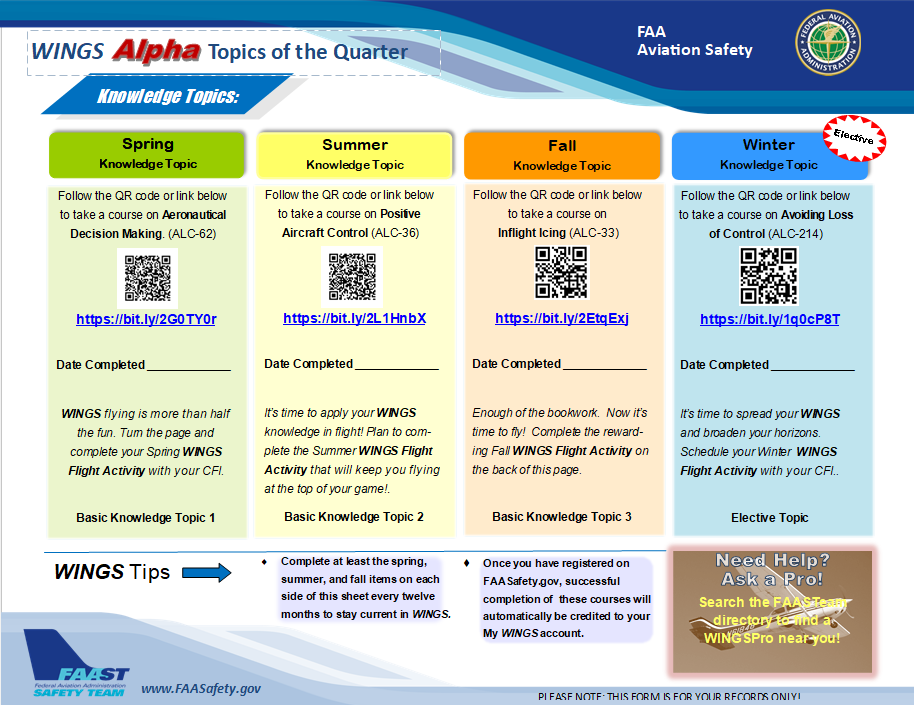 WINGS Alpha Topics of the Quarter
FAA
Aviation Safety
FEDERAL AVIATION ADMINISTRATION
Knowledge Topics:
Spring
Knowledge Topic
Follow the QR code or link below
to take a course on Aeronautical
Decision Making. (ALC-62)
https://bit.ly/2G0TY0r
Date Completed ____________
WINGS flying is more than half
the fun. Turn the page and
complete your Spring WINGS
Flight Activity with your CFI.
Basic Knowledge Topic 1
Summer
Knowledge Topic
Follow the QR code or link below
to take a course on Positive
Aircraft Control (ALC-36)
https://bit.ly/2L1HnbX
Date Completed ____________
It's time to apply your WINGS
knowledge in flight! Plan to com-
plete the Summer WINGS Flight
Activity that will keep you flying
at the top of your game!.
Basic Knowledge Topic 2
Fall
Knowledge Topic
Follow the QR code or link below
to take a course on
Inflight Icing (ALC-33)
https://bit.ly/2EtqExj
Date Completed ____________
Enough of the bookwork. Now it's
time to fly! Complete the reward-
ing Fall WINGS Flight Activity on
the back of this page.
Basic Knowledge Topic 3
Winter
Knowledge Topic
Elective
Follow the QR code or link below
to take a course on Avoiding Loss
of Control (ALC-214)
https://bit.ly/1q0cP8T
Date Completed ____________
It's time to spread your WINGS
and broaden your horizons.
Schedule your Winter WINGS
Flight Activity with your CFI..
Elective Topic
WINGS Tips
♦ Complete at least the spring,
summer, and fall items on each
side of this sheet every twelve
months to stay current in WINGS.
♦ Once you have registered on
FAASafety.gov, successful
completion of these courses will
automatically be credited to your
My WINGS account.
Need Help?
Ask a Pro!
Search the FAASTeam
directory to find a
WINGSPro near you!
FAAST
Federal Aviation Administration
SAFETY TEAM
www.FAASafety.gov
PLEASE NOTE: THIS FORM IS FOR YOUR RECORDS ONLY!